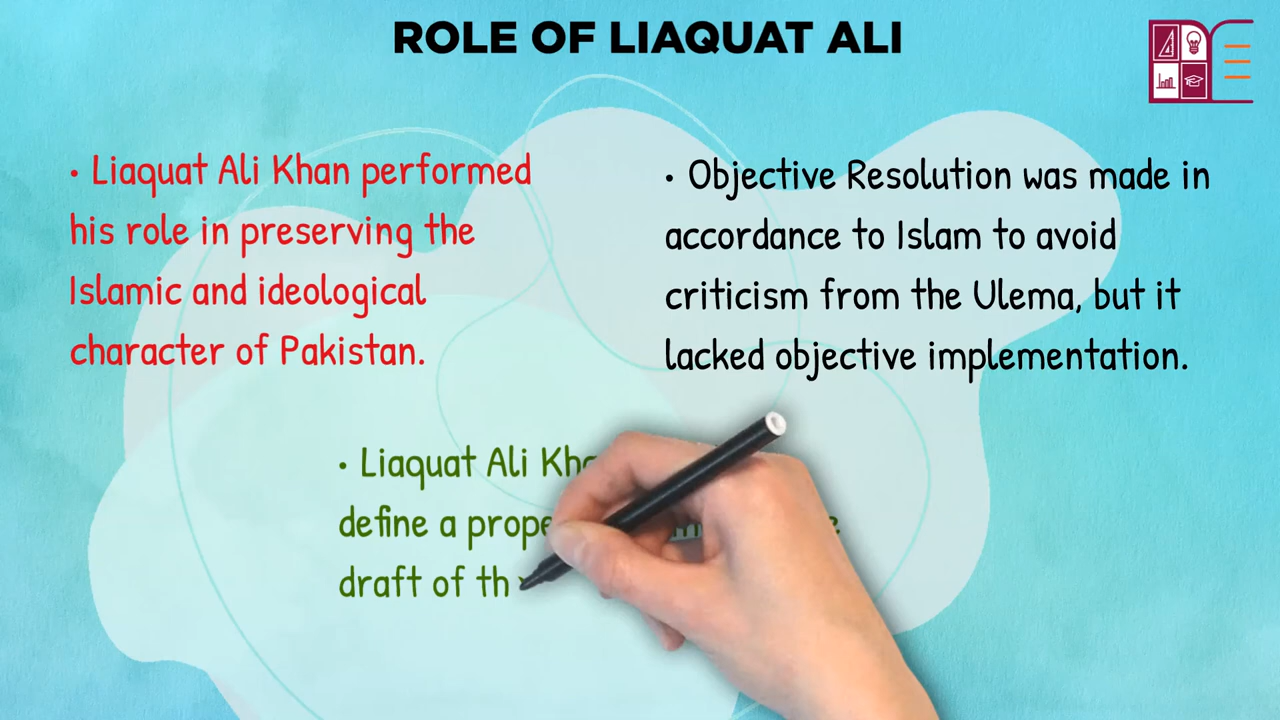 ROLE OF LIAQUAT ALI
• Liaquat Ali Khan performed
his role in preserving the
Islamic and ideological
character of Pakistan.
• Objective Resolution was made in
accordance to Islam to avoid
criticism from the Ulema, but it
lacked objective implementation.
• Liaquat Ali
define a
draft of